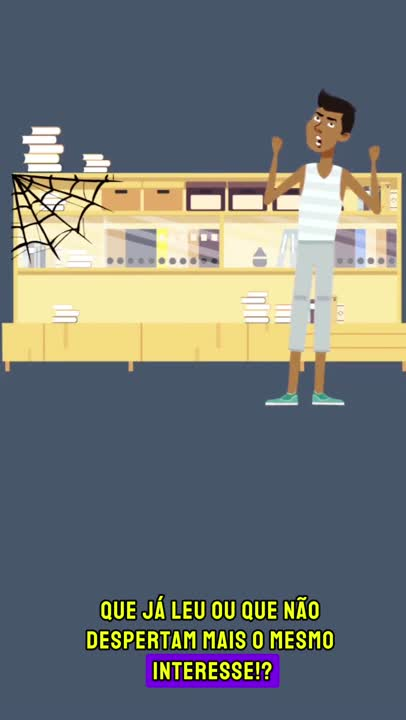 QUE JÁ LEU OU QUE NÃO
DESPERTAM MAIS O MESMO
INTERESSE!?